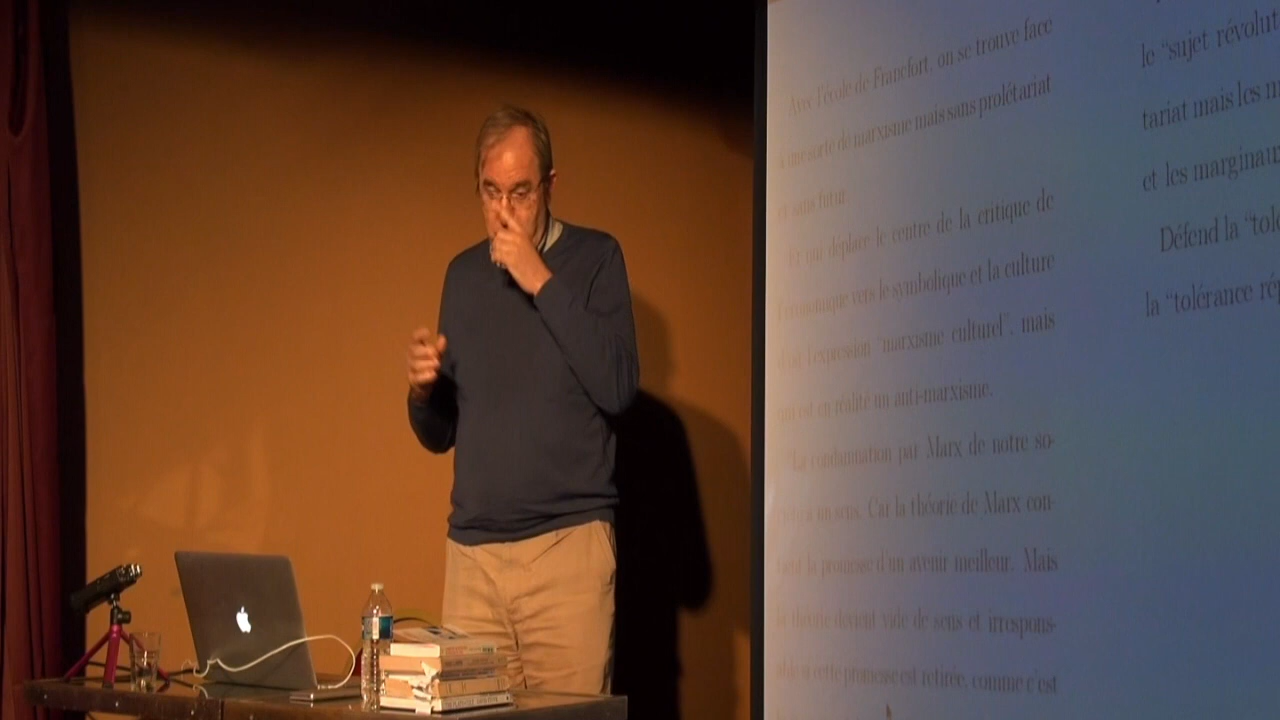 Avec l'école de Francfort, on se trouve face
à une sorte de marxisme mais sans prolétariat
et sans futur.
Et qui déplace le centre de la critique de
l'économique vers le symbolique et la culture
d'où l'expression "marxisme culturel", mais
qui est en réalité un anti-marxisme.
La condamnation par Marx de notre so-
un sens. Car la théorie de Marx con-
tient la promesse d'un avenir meilleur. Mais
la théorie devient vide de sens et irrespons-
able si cette promesse est retirée, comme c'est
le "sujet révolut
tariat mais les m
et les marginau
Défend la "tol
la "tolérance rép